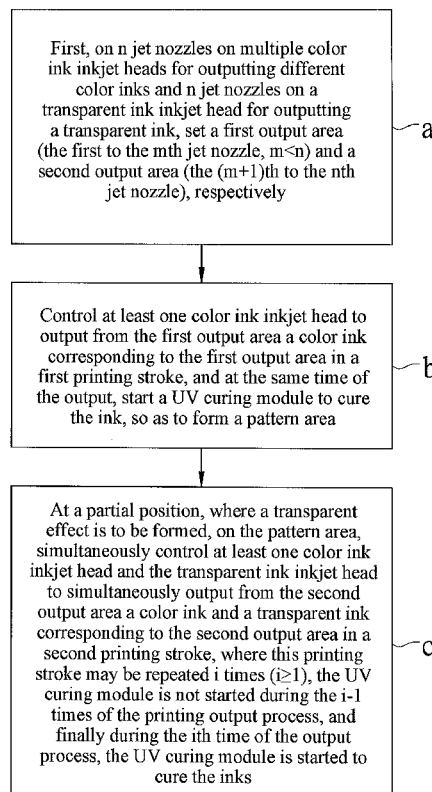 First, on n jet nozzles on multiple color
ink inkjet heads for outputting different
color inks and n jet nozzles on a
transparent ink inkjet head for outputting
a transparent ink, set a first output area
(the first to the mth jet nozzle, m<n) and a
second output area (the (m+1)th to the nth
jet nozzle), respectively
a
Control at least one color ink inkjet head to
output from the first output area a color ink
corresponding to the first output area in a
first printing stroke, and at the same time of
the output, start a UV curing module to cure
the ink, so as to form a pattern area
b
At a partial position, where a transparent
effect is to be formed, on the pattern area,
simultaneously control at least one color ink
inkjet head and the transparent ink inkjet head
to simultaneously output from the second
output area a color ink and a transparent ink
corresponding to the second output area in a
second printing stroke, where this printing
stroke may be repeated i times (i≥1), the UV
curing module is not started during the i-1
times of the printing output process, and
finally during the ith time of the output
process, the UV curing module is started to
cure the inks
c